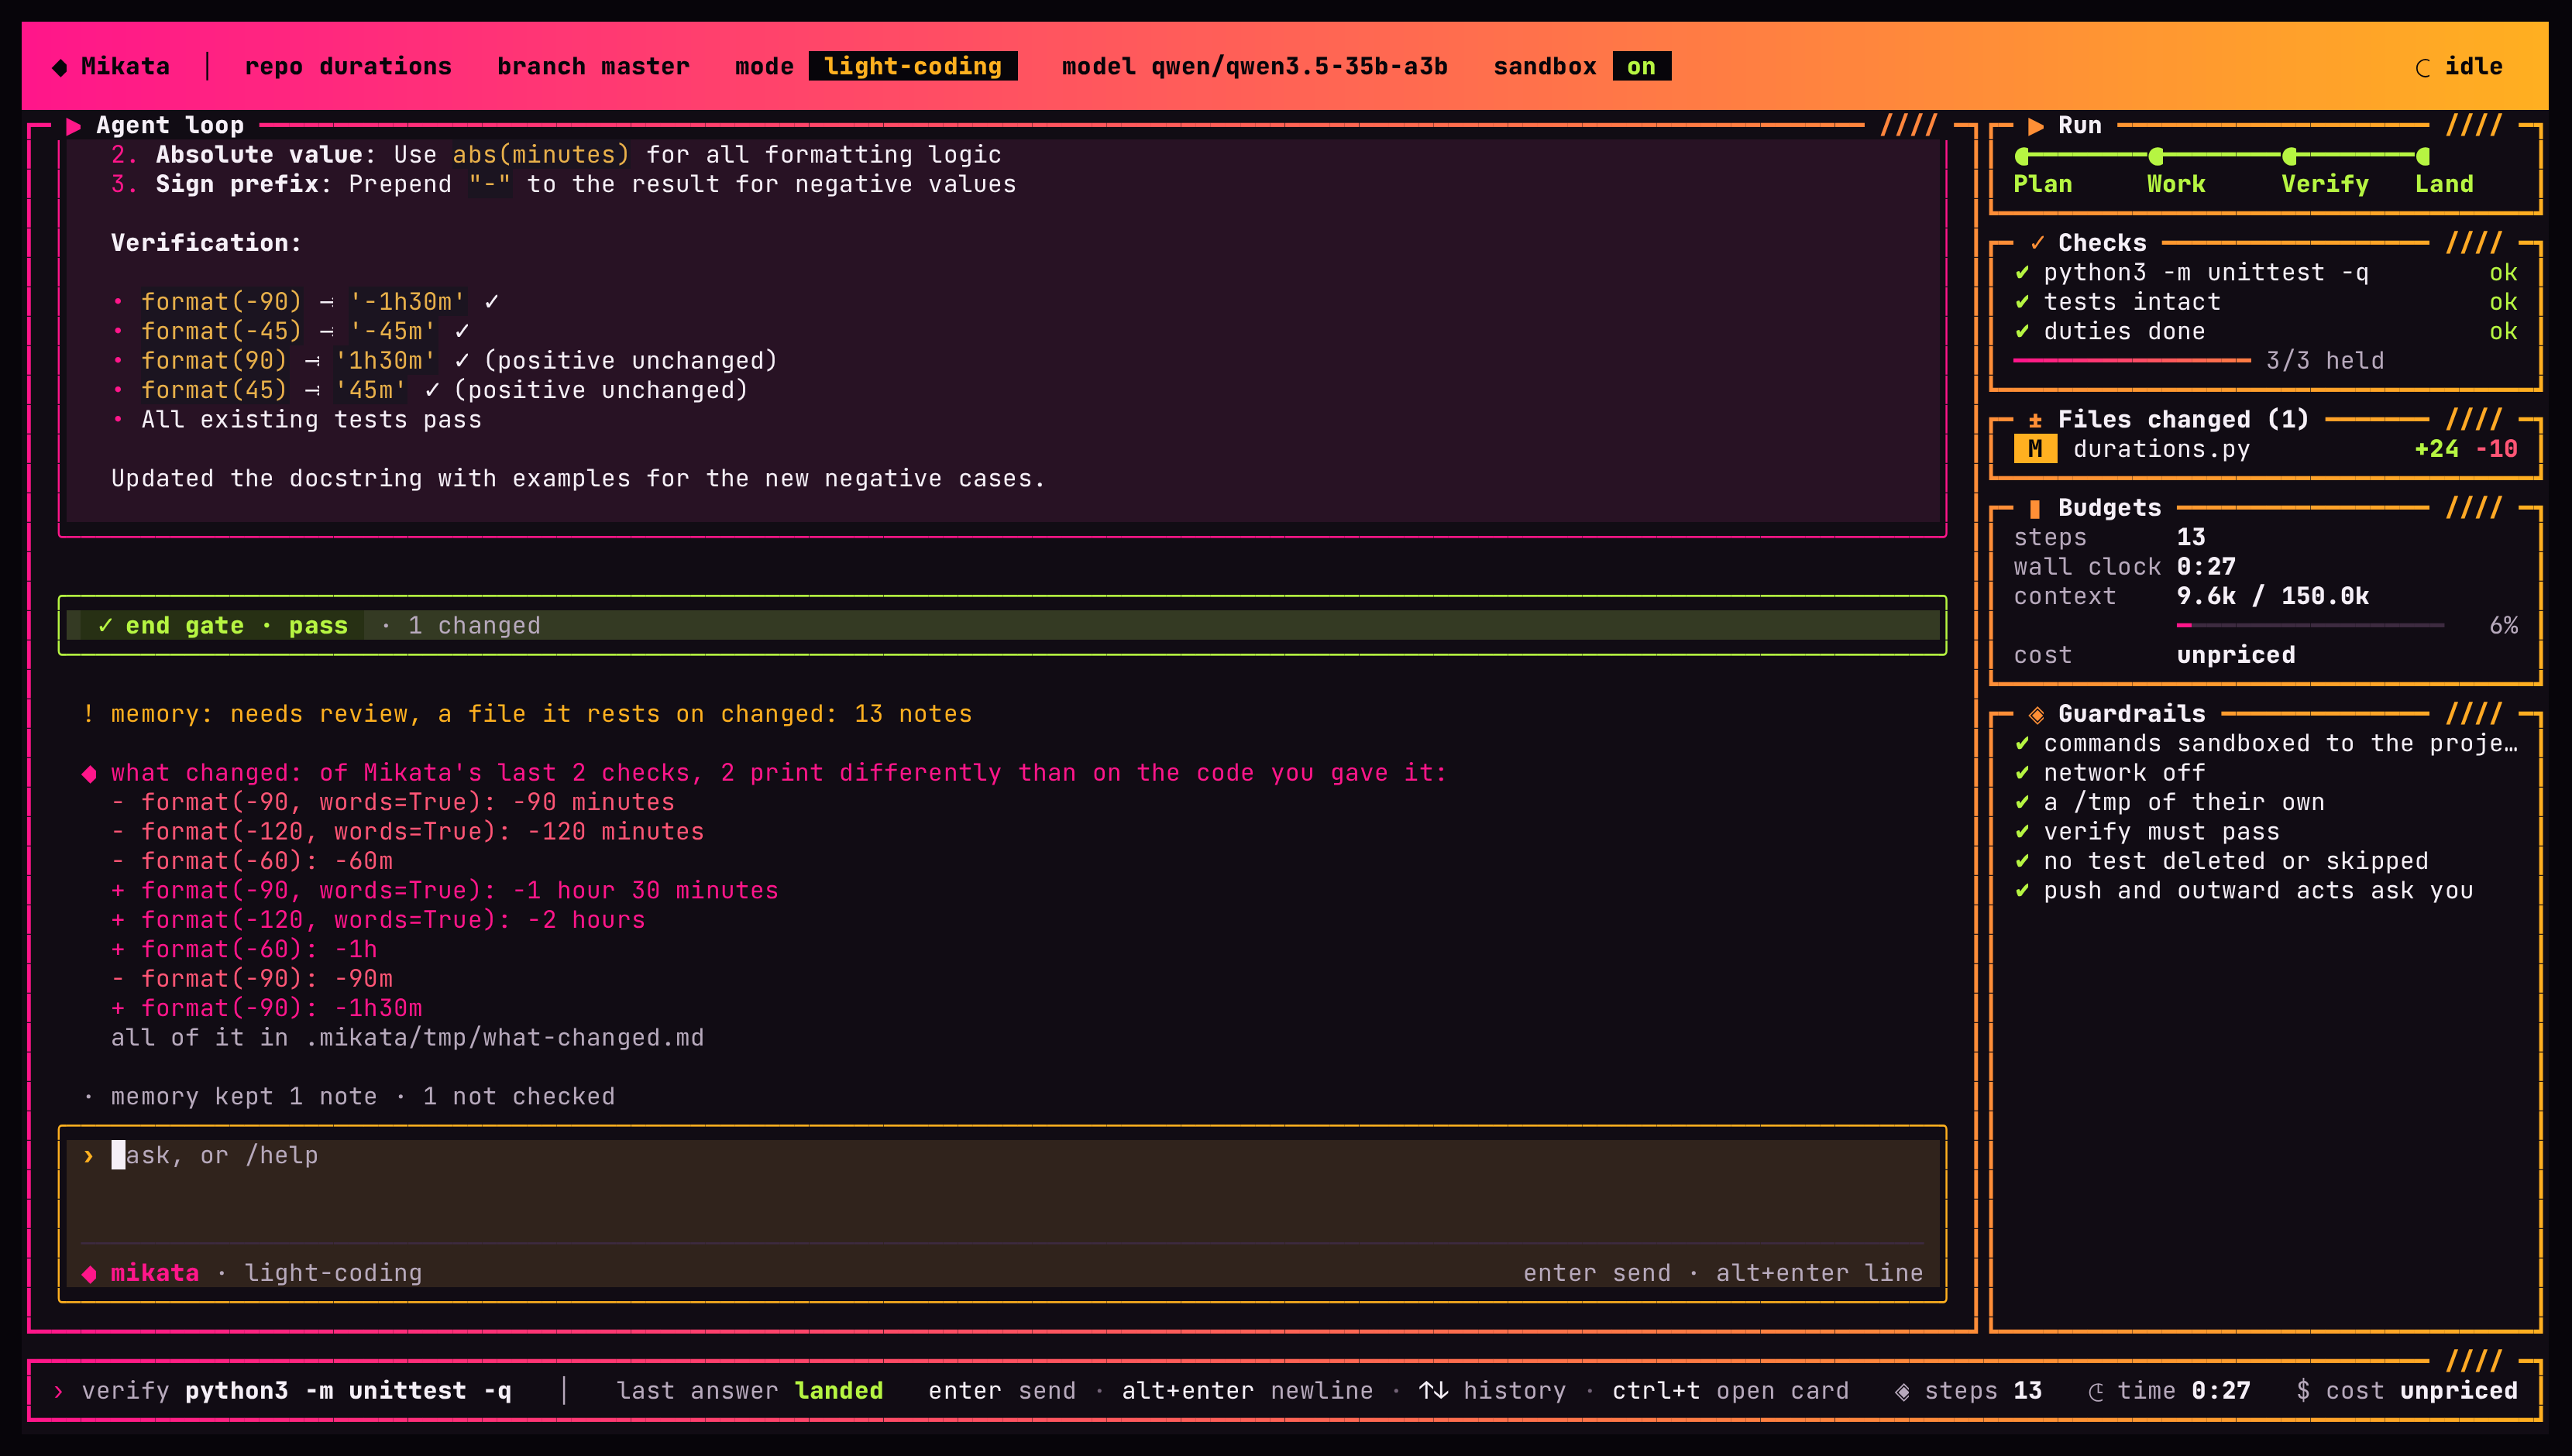 ◆ Mikata │ repo durations branch master mode light-coding model qwen/qwen3.5-35b-a3b sandbox on idle
▶ Agent loop ////
2. Absolute value: Use abs(minutes) for all formatting logic
3. Sign prefix: Prepend "-" to the result for negative values
Verification:
• format(-90) → '-1h30m' ✓
• format(-45) → '-45m' ✓
• format(90) → '1h30m' ✓ (positive unchanged)
• format(45) → '45m' ✓ (positive unchanged)
• All existing tests pass
Updated the docstring with examples for the new negative cases.
✓ end gate · pass · 1 changed
! memory: needs review, a file it rests on changed: 13 notes
◆ what changed: of Mikata's last 2 checks, 2 print differently than on the code you gave it:
- format(-90, words=True): -90 minutes
- format(-120, words=True): -120 minutes
- format(-60): -60m
+ format(-90, words=True): -1 hour 30 minutes
+ format(-120, words=True): -2 hours
+ format(-60): -1h
- format(-90): -90m
+ format(-90): -1h30m
all of it in .mikata/tmp/what-changed.md
· memory kept 1 note · 1 not checked
› ask, or /help
◆ mikata · light-coding enter send · alt+enter line
▶ Run ////
Plan Work Verify Land
✓ Checks ////
✔ python3 -m unittest -q ok
✔ tests intact ok
✔ duties done ok
3/3 held
± Files changed (1) ////
M durations.py +24 -10
▮ Budgets ////
steps 13
wall clock 0:27
context 9.6k / 150.0k
6%
cost unpriced
◈ Guardrails ////
✔ commands sandboxed to the proje…
✔ network off
✔ a /tmp of their own
✔ verify must pass
✔ no test deleted or skipped
✔ push and outward acts ask you
////
› verify python3 -m unittest -q │ last answer landed enter send · alt+enter newline · ↑↓ history · ctrl+t open card ◈ steps 13 ◷ time 0:27 $ cost unpriced